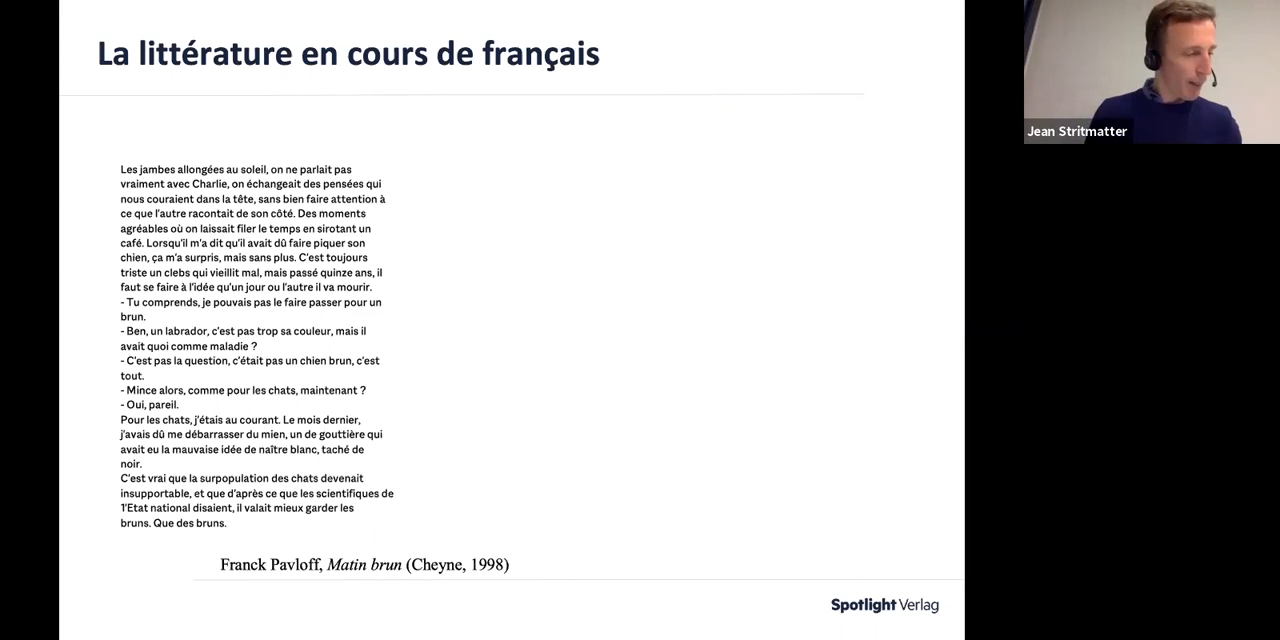 La littérature en cours de français
Jean Stritmatter
Les jambes allongées au soleil, on ne parlait pas
vraiment avec Charlie, on échangeait des pensées qui
nous couraient dans la tête, sans bien faire attention à
ce que l'autre racontait de son côté. Des moments
agréables où on laissait filer le temps en sirotant un
café. Lorsqu'il m'a dit qu'il avait dû faire piquer son
chien, ça m'a surpris, mais sans plus. C'est toujours
triste un clebs qui vieillit mal, mais passé quinze ans, il
faut se faire à l'idée qu'un jour ou l'autre il va mourir.
- Tu comprends, je pouvais pas le faire passer pour un
brun.
- Ben, un labrador, c'est pas trop sa couleur, mais il
avait quoi comme maladie ?
- C'est pas la question, c'était pas un chien brun, c'est
tout.
- Mince alors, comme pour les chats, maintenant ?
- Oui, pareil.
Pour les chats, j'étais au courant. Le mois dernier,
j'avais dû me débarrasser du mien, un de gouttière qui
avait eu la mauvaise idée de naître blanc, taché de
noir.
C'est vrai que la surpopulation des chats devenait
insupportable, et que d'après ce que les scientifiques de
1'Etat national disaient, il valait mieux garder les
bruns. Que des bruns.
Franck Pavloff, Matin brun (Cheyne, 1998)
Spotlight Verlag